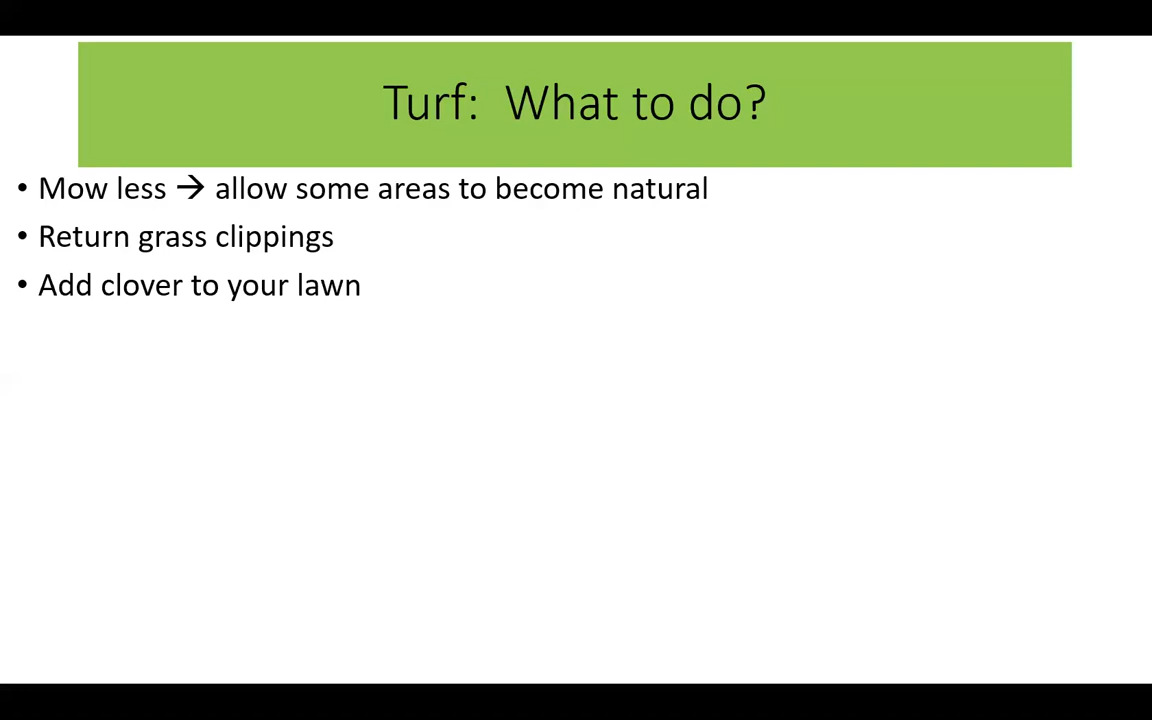 Turf:  What to do?
• Mow less → allow some areas to become natural
• Return grass clippings
• Add clover to your lawn